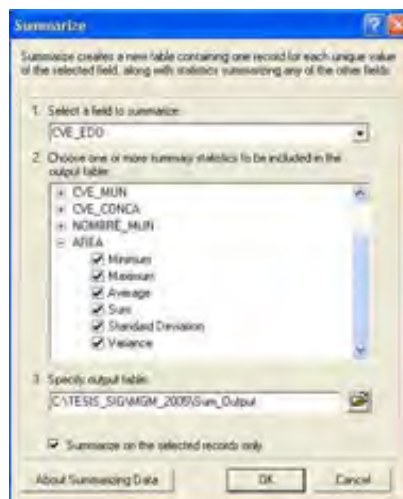 Summarize
Summarize creates a new table containing one record for each unique value
of the selected field, along with statistics summarizing any of the other fields
1. Select a field to summarize:
CVE_EDO
2. Choose one or more summary statistics to be included in the
output table:
CVE_MUN
CVE_CONCA
NOMBRE_MUN
AREA
Minimum
Maximum
Average
Sum
Standard Deviation
Variance
3. Specify output table:
C:\TESIS_SIG\MGM_2005\Sum_Output
Summarize on the selected records only
About Summarizing Data
OK
Cancel